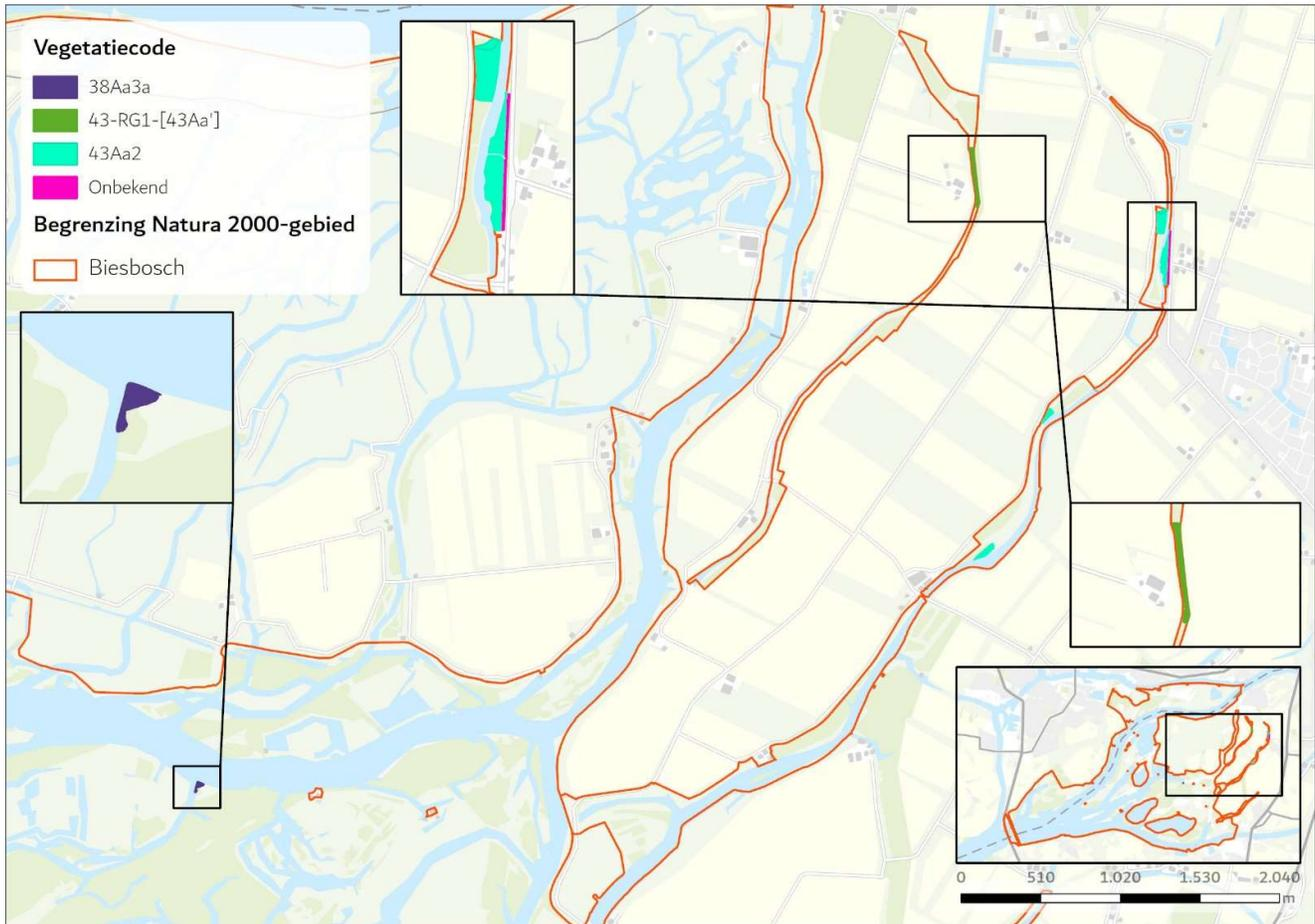 Vegetatiecode
38Aa3a
43-RG1-[43Aa']
43Aa2
Onbekend
Begrenzing Natura 2000-gebied
Biesbosch
0 510 1.020 1.530 2.040
m